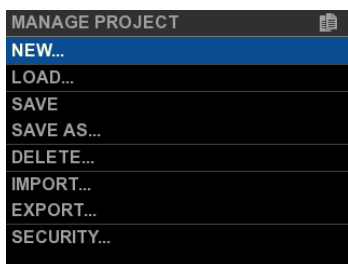 MANAGE PROJECT
NEW...
LOAD...
SAVE
SAVE AS...
DELETE...
IMPORT...
EXPORT...
SECURITY...